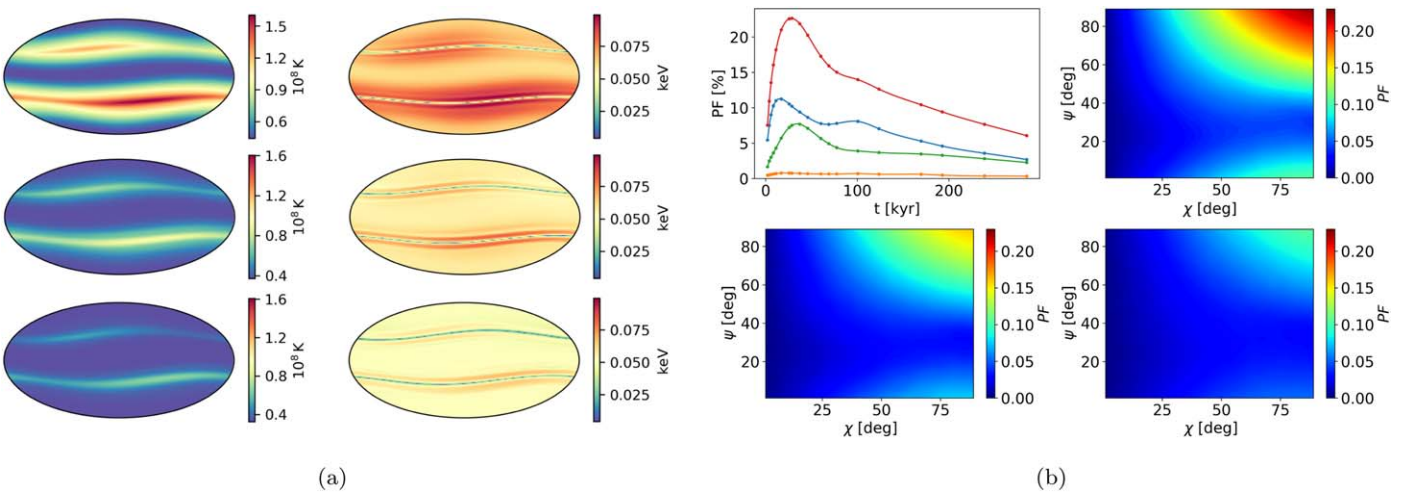 1.5
1.2
0.9
0.6
10⁸ K
0.075
0.050
0.025
keV
1.6
1.2
0.8
0.4
10⁸ K
0.075
0.050
0.025
keV
1.6
1.2
0.8
0.4
10⁸ K
0.075
0.050
0.025
keV
(a)
PF [%]
20
15
10
5
0
0 100 200
t [kyr]
ψ [deg]
80
60
40
20
25 50 75
χ [deg]
0.20
0.15
0.10
0.05
0.00
PF
ψ [deg]
80
60
40
20
25 50 75
χ [deg]
0.20
0.15
0.10
0.05
0.00
PF
ψ [deg]
80
60
40
20
25 50 75
χ [deg]
0.20
0.15
0.10
0.05
0.00
PF
(b)